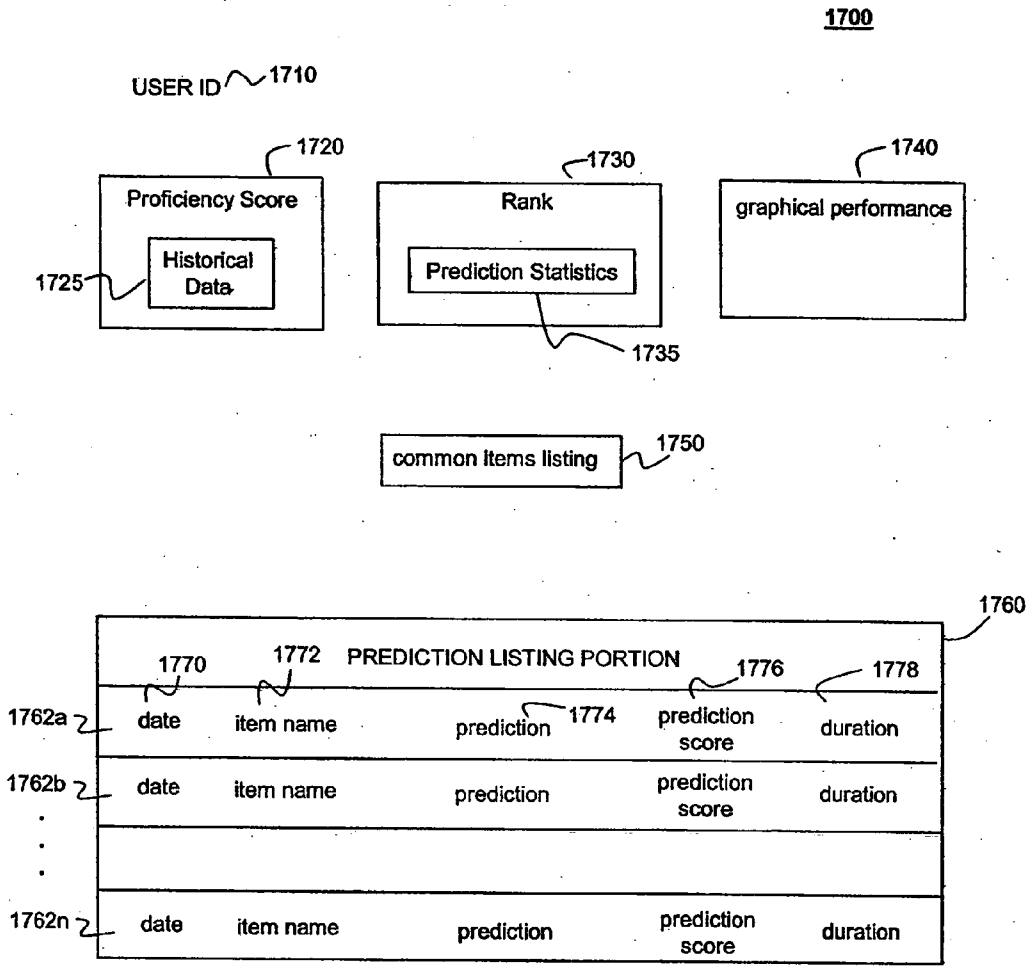 1700
USER ID 1710
1720 1730 1740
Proficiency Score Rank graphical performance
Historical
Data
1725
Prediction Statistics
1735
common items listing 1750
1760
1770 1772 PREDICTION LISTING PORTION 1776 1778
1762a date item name prediction 1774 prediction
score duration
1762b date item name prediction prediction
score duration
.
.
.
1762n date item name prediction prediction
score duration